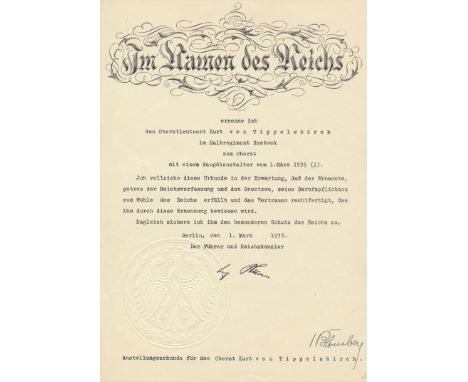 Im Namen des Reichs
ernenne ich
den Oberstleutnant Kurt von Tippelskirch
im Halbregiment Rostock
zum Oberst
mit einem Rangdienstalter vom 1.März 1935 (1).
Ich vollziehe diese Urkunde in der Erwartung, daß der Ernannte,
getreu der Reichsverfassung und den Gesetzen, seine Berufspflichten
zum Wohle des Reichs erfüllt und das Vertrauen rechtfertigt, das
ihm durch diese Ernennung bewiesen wird.
Zugleich sichere ich ihm den besonderen Schutz des Reichs zu.
Berlin, den 1. März 1935.
Der Führer und Reichskanzler
Blomberg
Anstellungsurkunde für den Oberst Kurt von Tippelskirch.